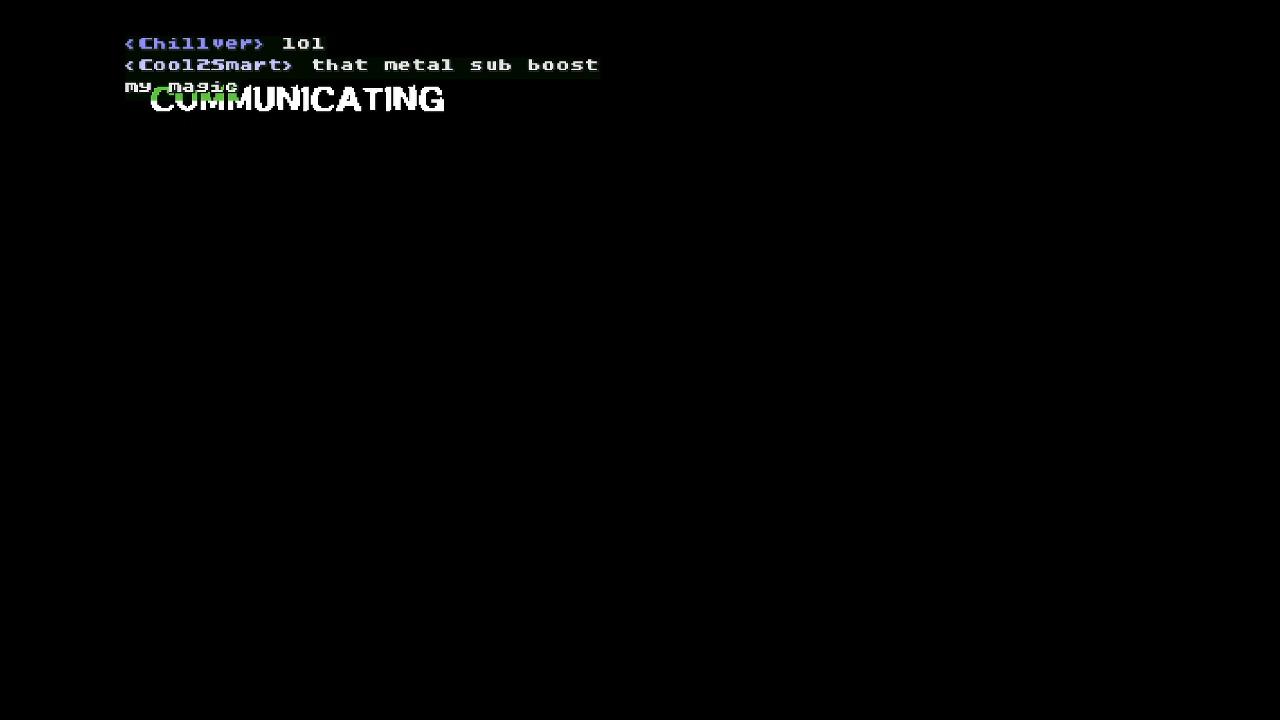 <Chillver> lol
<Cool2Smart> that metal sub boost
my magic
COMMUNICATING